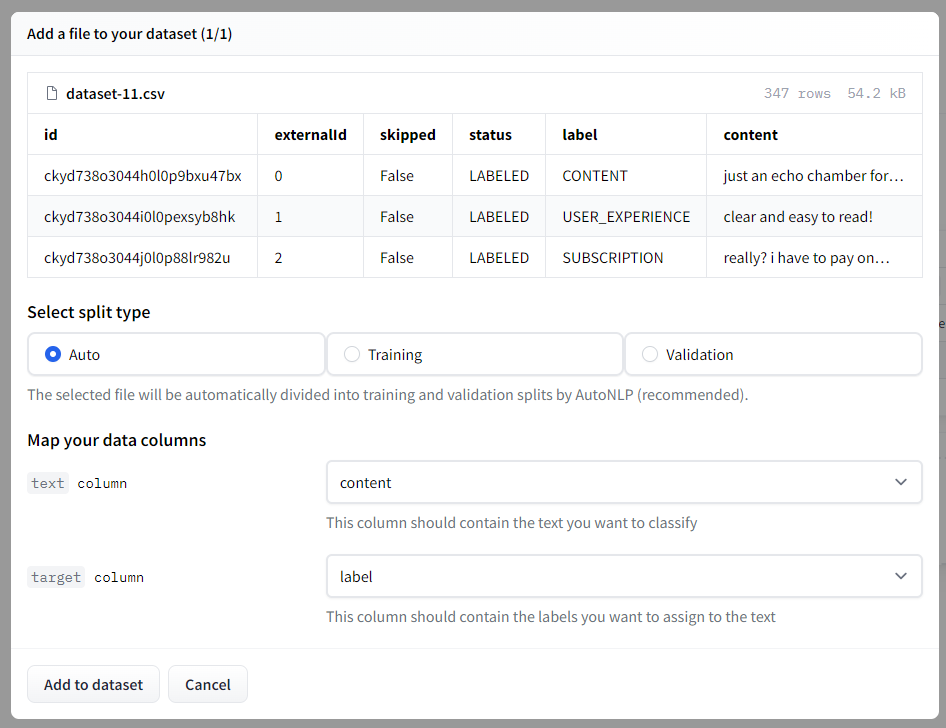 Add a file to your dataset (1/1)
dataset-11.csv 347 rows 54.2 kB
id externalId skipped status label content
ckyd738o3044h0l0p9bxu47bx 0 False LABELED CONTENT just an echo chamber for…
ckyd738o3044i0l0pexsyb8hk 1 False LABELED USER_EXPERIENCE clear and easy to read!
ckyd738o3044j0l0p88lr982u 2 False LABELED SUBSCRIPTION really? i have to pay on…
Select split type
Auto Training Validation
The selected file will be automatically divided into training and validation splits by AutoNLP (recommended).
Map your data columns
text column content
This column should contain the text you want to classify
target column label
This column should contain the labels you want to assign to the text
Add to dataset Cancel